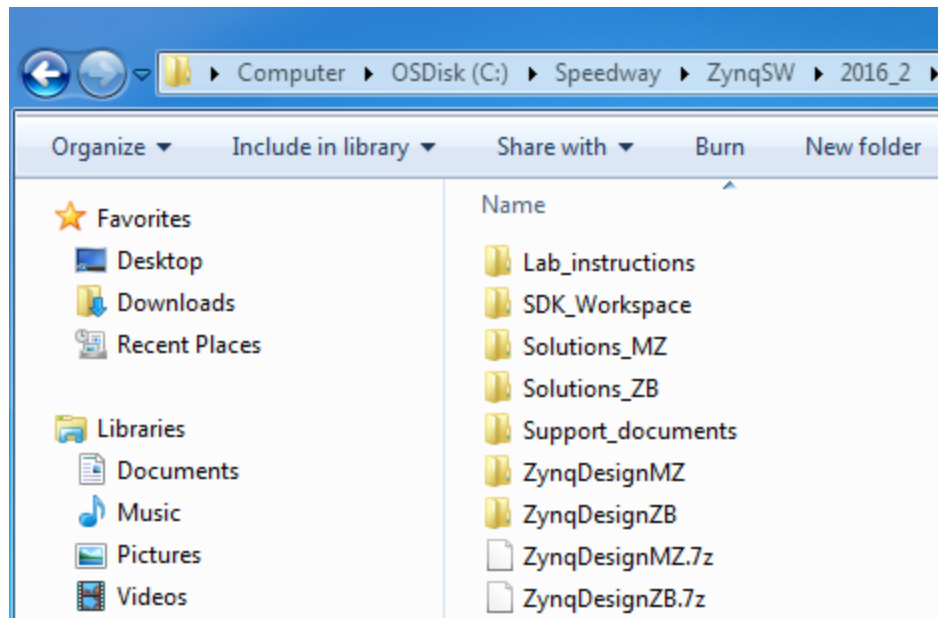 Computer OSDisk (C:) Speedway ZynqSW 2016_2
Organize Include in library Share with Burn New folder
Favorites
Desktop
Downloads
Recent Places
Libraries
Documents
Music
Pictures
Videos
Name
Lab_instructions
SDK_Workspace
Solutions_MZ
Solutions_ZB
Support_documents
ZynqDesignMZ
ZynqDesignZB
ZynqDesignMZ.7z
ZynqDesignZB.7z